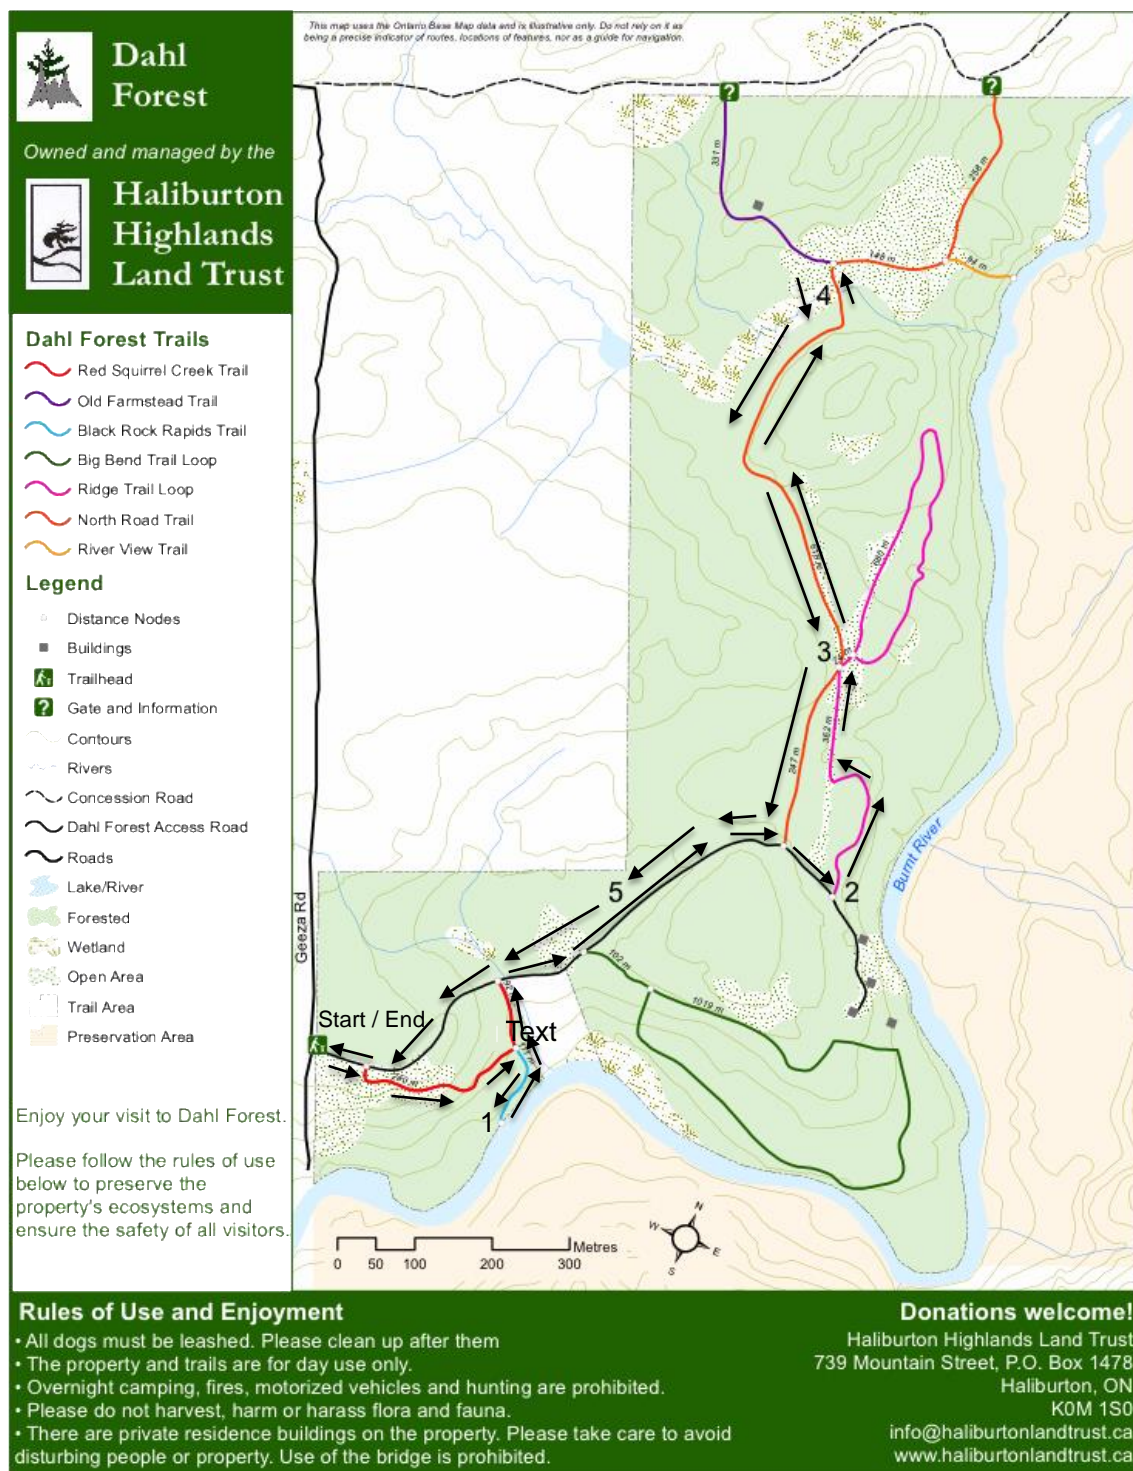 This map uses the Ontario Base Map data and is illustrative only. Do not rely on it as
being a precise indicator of routes, locations of features, nor as a guide for navigation.
Dahl
Forest
Owned and managed by the
Haliburton
Highlands
Land Trust
Dahl Forest Trails
Red Squirrel Creek Trail
Old Farmstead Trail
Black Rock Rapids Trail
Big Bend Trail Loop
Ridge Trail Loop
North Road Trail
River View Trail
Legend
Distance Nodes
Buildings
Trailhead
Gate and Information
Contours
Rivers
Concession Road
Dahl Forest Access Road
Roads
Lake/River
Forested
Wetland
Open Area
Trail Area
Preservation Area
Enjoy your visit to Dahl Forest.
Please follow the rules of use
below to preserve the
property's ecosystems and
ensure the safety of all visitors.
?
?
331 m
256 m
146 m
94 m
4
680 m
3
362 m
247 m
Burnt River
2
5
Geeza Rd
102 m
1019 m
Start / End
Text
1
N
W
E
S
Metres
0 50 100 200 300
Rules of Use and Enjoyment
• All dogs must be leashed. Please clean up after them
• The property and trails are for day use only.
• Overnight camping, fires, motorized vehicles and hunting are prohibited.
• Please do not harvest, harm or harass flora and fauna.
• There are private residence buildings on the property. Please take care to avoid
disturbing people or property. Use of the bridge is prohibited.
Donations welcome!
Haliburton Highlands Land Trust
739 Mountain Street, P.O. Box 1478
Haliburton, ON
K0M 1S0
info@haliburtonlandtrust.ca
www.haliburtonlandtrust.ca